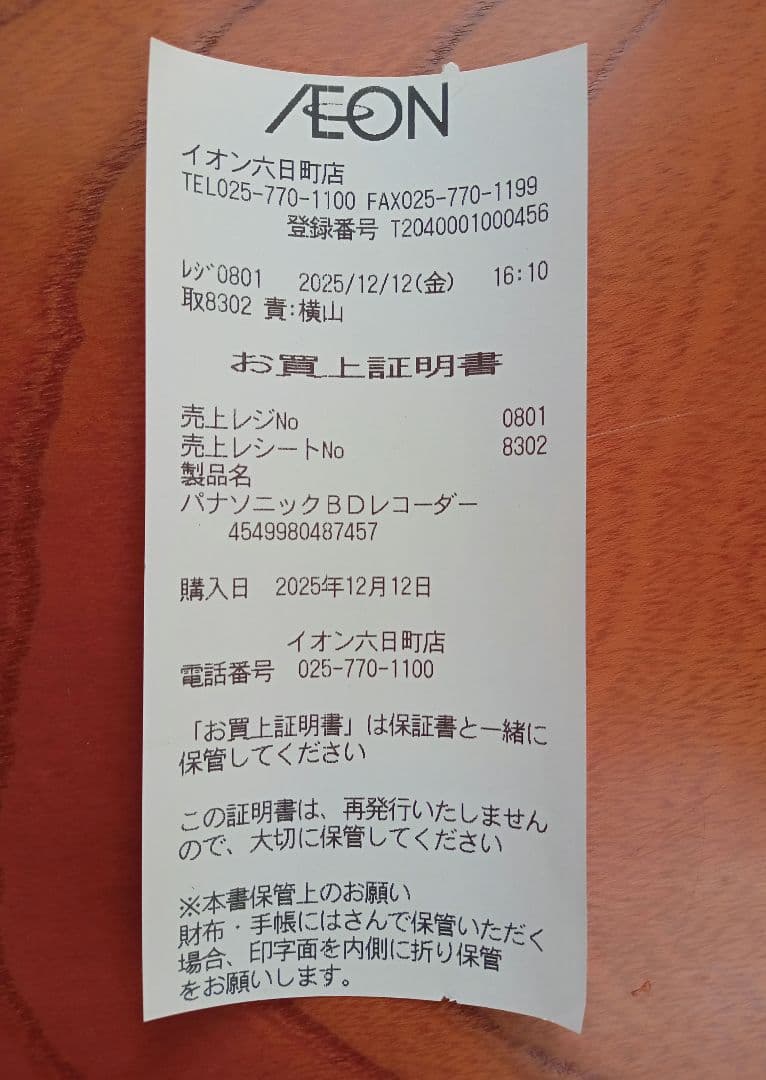 ÆON
イオン六日町店
TEL025-770-1100 FAX025-770-1199
登録番号 T2040001000456
ﾚｼﾞ0801 2025/12/12(金) 16:10
取8302 責:横山
お買上証明書
売上レジNo 0801
売上レシートNo 8302
製品名
パナソニックBDレコーダー
4549980487457
購入日 2025年12月12日
イオン六日町店
電話番号 025-770-1100
「お買上証明書」は保証書と一緒に
保管してください
この証明書は、再発行いたしません
ので、大切に保管してください
※本書保管上のお願い
財布・手帳にはさんで保管いただく
場合、印字面を内側に折り保管
をお願いします。